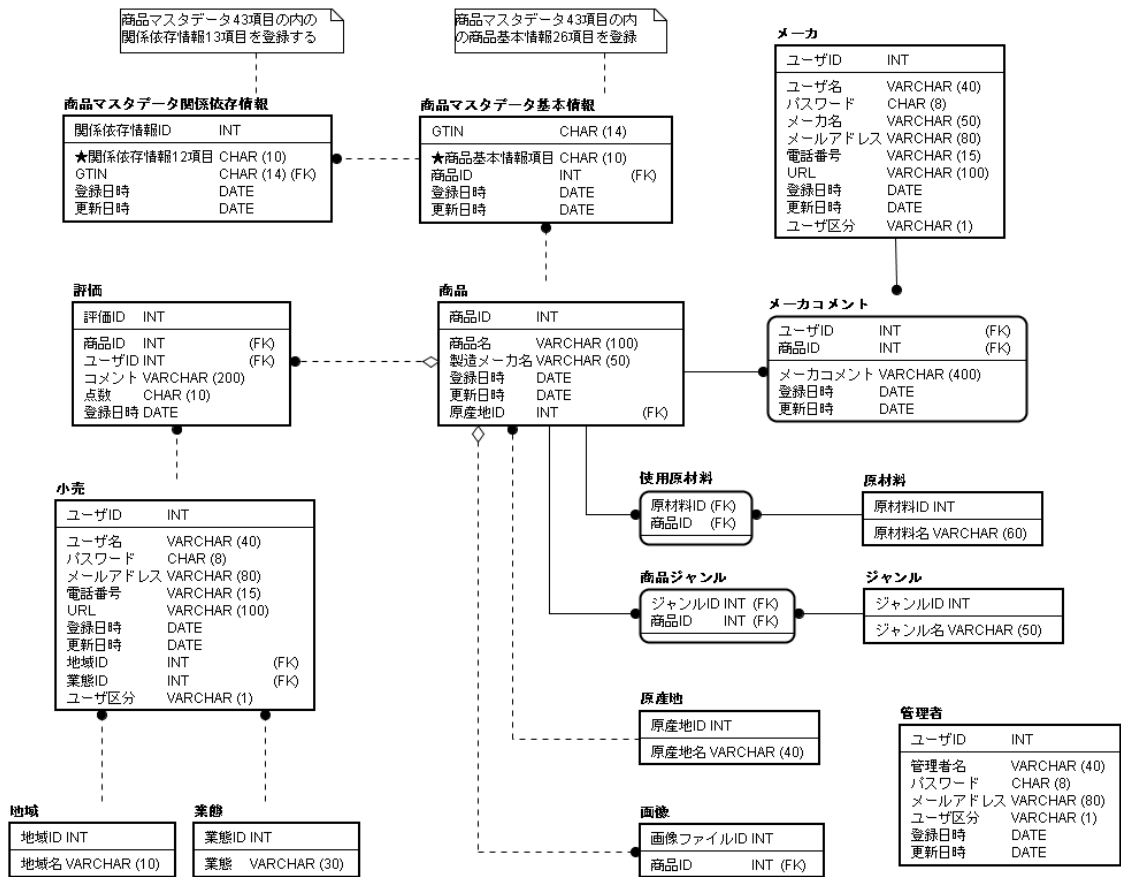 商品マスタデータ43項目の内の
関係依存情報13項目を登録する
商品マスタデータ43項目の内
の商品基本情報26項目を登録
商品マスタデータ関係依存情報
関係依存情報ID INT
★関係依存情報12項目 CHAR (10)
GTIN CHAR (14) (FK)
登録日時 DATE
更新日時 DATE
商品マスタデータ基本情報
GTIN CHAR (14)
★商品基本情報項目 CHAR (10)
商品ID INT (FK)
登録日時 DATE
更新日時 DATE
メーカ
ユーザID INT
ユーザ名 VARCHAR (40)
パスワード CHAR (8)
メーカ名 VARCHAR (50)
メールアドレス VARCHAR (80)
電話番号 VARCHAR (15)
URL VARCHAR (100)
登録日時 DATE
更新日時 DATE
ユーザ区分 VARCHAR (1)
評価
評価ID INT
商品ID INT (FK)
ユーザID INT (FK)
コメント VARCHAR (200)
点数 CHAR (10)
登録日時 DATE
商品
商品ID INT
商品名 VARCHAR (100)
製造メーカ名 VARCHAR (50)
登録日時 DATE
更新日時 DATE
原産地ID INT (FK)
メーカコメント
ユーザID INT (FK)
商品ID INT (FK)
メーカコメント VARCHAR (400)
登録日時 DATE
更新日時 DATE
小売
ユーザID INT
ユーザ名 VARCHAR (40)
パスワード CHAR (8)
メールアドレス VARCHAR (80)
電話番号 VARCHAR (15)
URL VARCHAR (100)
登録日時 DATE
更新日時 DATE
地域ID INT (FK)
業態ID INT (FK)
ユーザ区分 VARCHAR (1)
使用原材料
原材料ID (FK)
商品ID (FK)
原材料
原材料ID INT
原材料名 VARCHAR (60)
商品ジャンル
ジャンルID INT (FK)
商品ID INT (FK)
ジャンル
ジャンルID INT
ジャンル名 VARCHAR (50)
原産地
原産地ID INT
原産地名 VARCHAR (40)
管理者
ユーザID INT
管理者名 VARCHAR (40)
パスワード CHAR (8)
メールアドレス VARCHAR (80)
ユーザ区分 VARCHAR (1)
登録日時 DATE
更新日時 DATE
地域
地域ID INT
地域名 VARCHAR (10)
業態
業態ID INT
業態 VARCHAR (30)
画像
画像ファイルID INT
商品ID INT (FK)